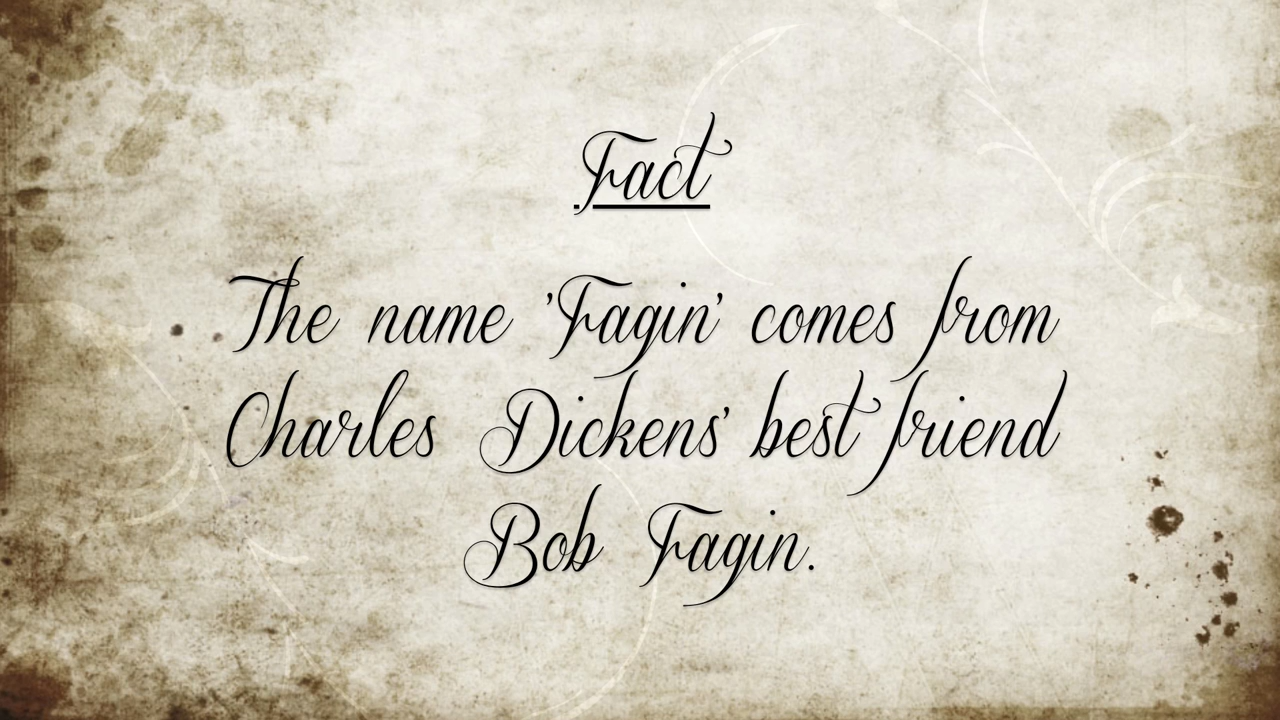 Fact
The name 'Fagin' comes from
Charles Dickens' best friend
Bob Fagin.